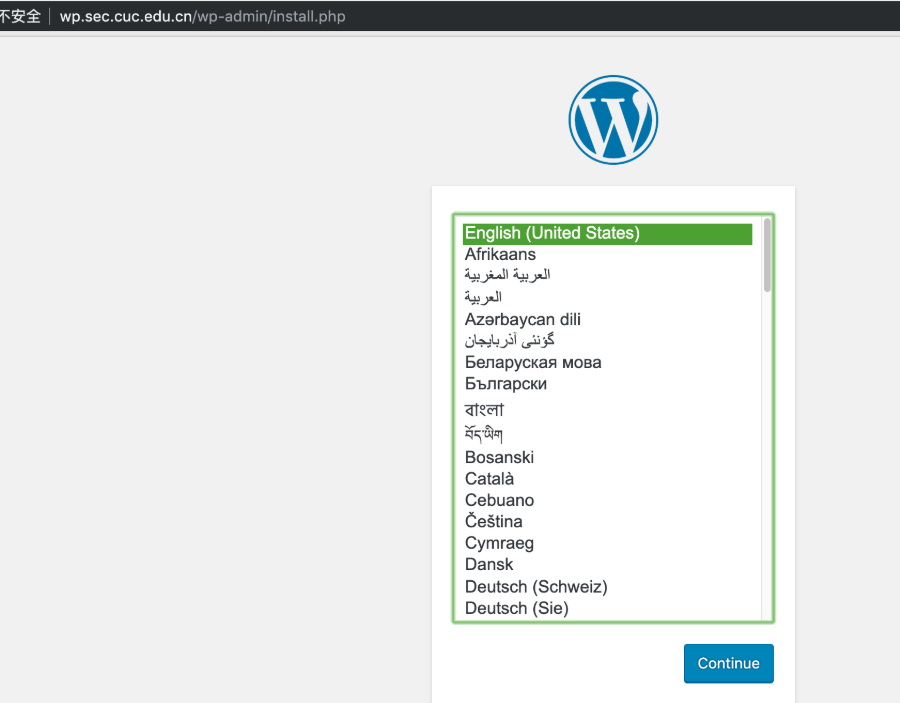 不安全 wp.sec.cuc.edu.cn/wp-admin/install.php
English (United States)
Afrikaans
العربية المغربية
العربية
Azərbaycan dili
گؤنئی آذربایجان
Беларуская мова
Български
বাংলা
བོད་ཡིག
Bosanski
Català
Cebuano
Čeština
Cymraeg
Dansk
Deutsch (Schweiz)
Deutsch (Sie)
Continue